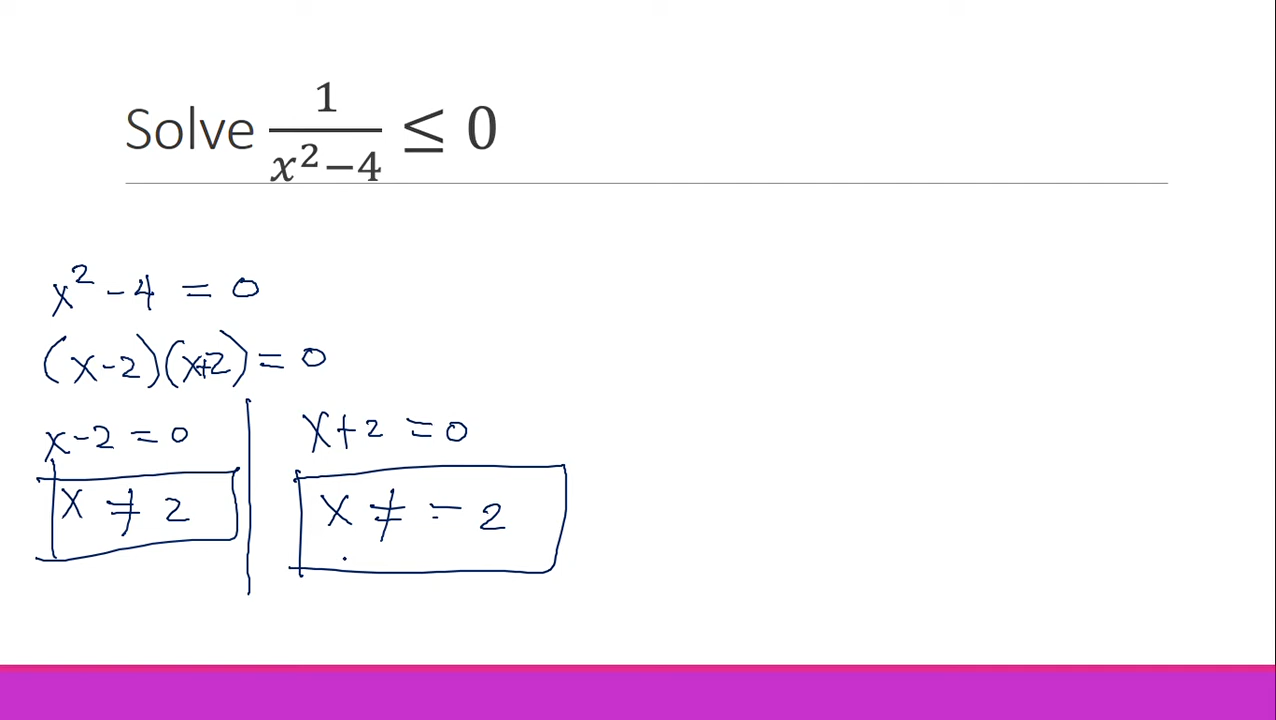 Solve 1/(x²−4) ≤ 0
x² - 4 = 0
(x-2)(x+2) = 0
x-2 = 0
x ≠ 2
x+2 = 0
x ≠ -2